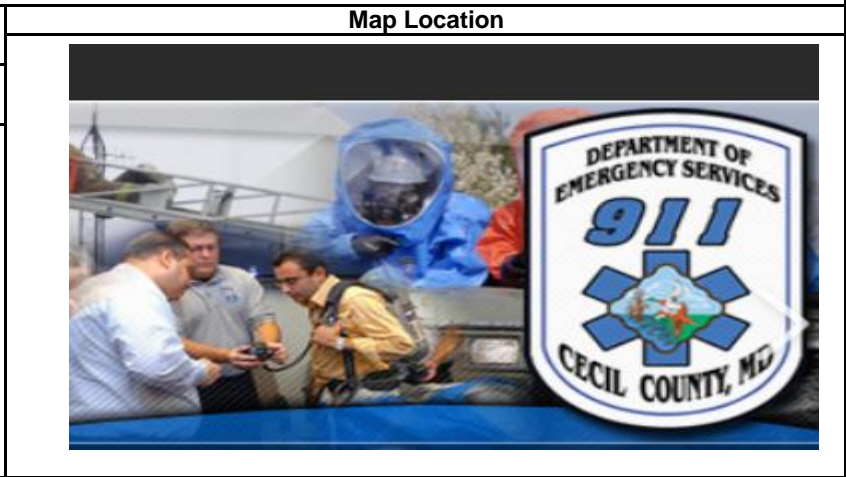 Map Location
DEPARTMENT OF
EMERGENCY SERVICES
911
CECIL COUNTY, MD